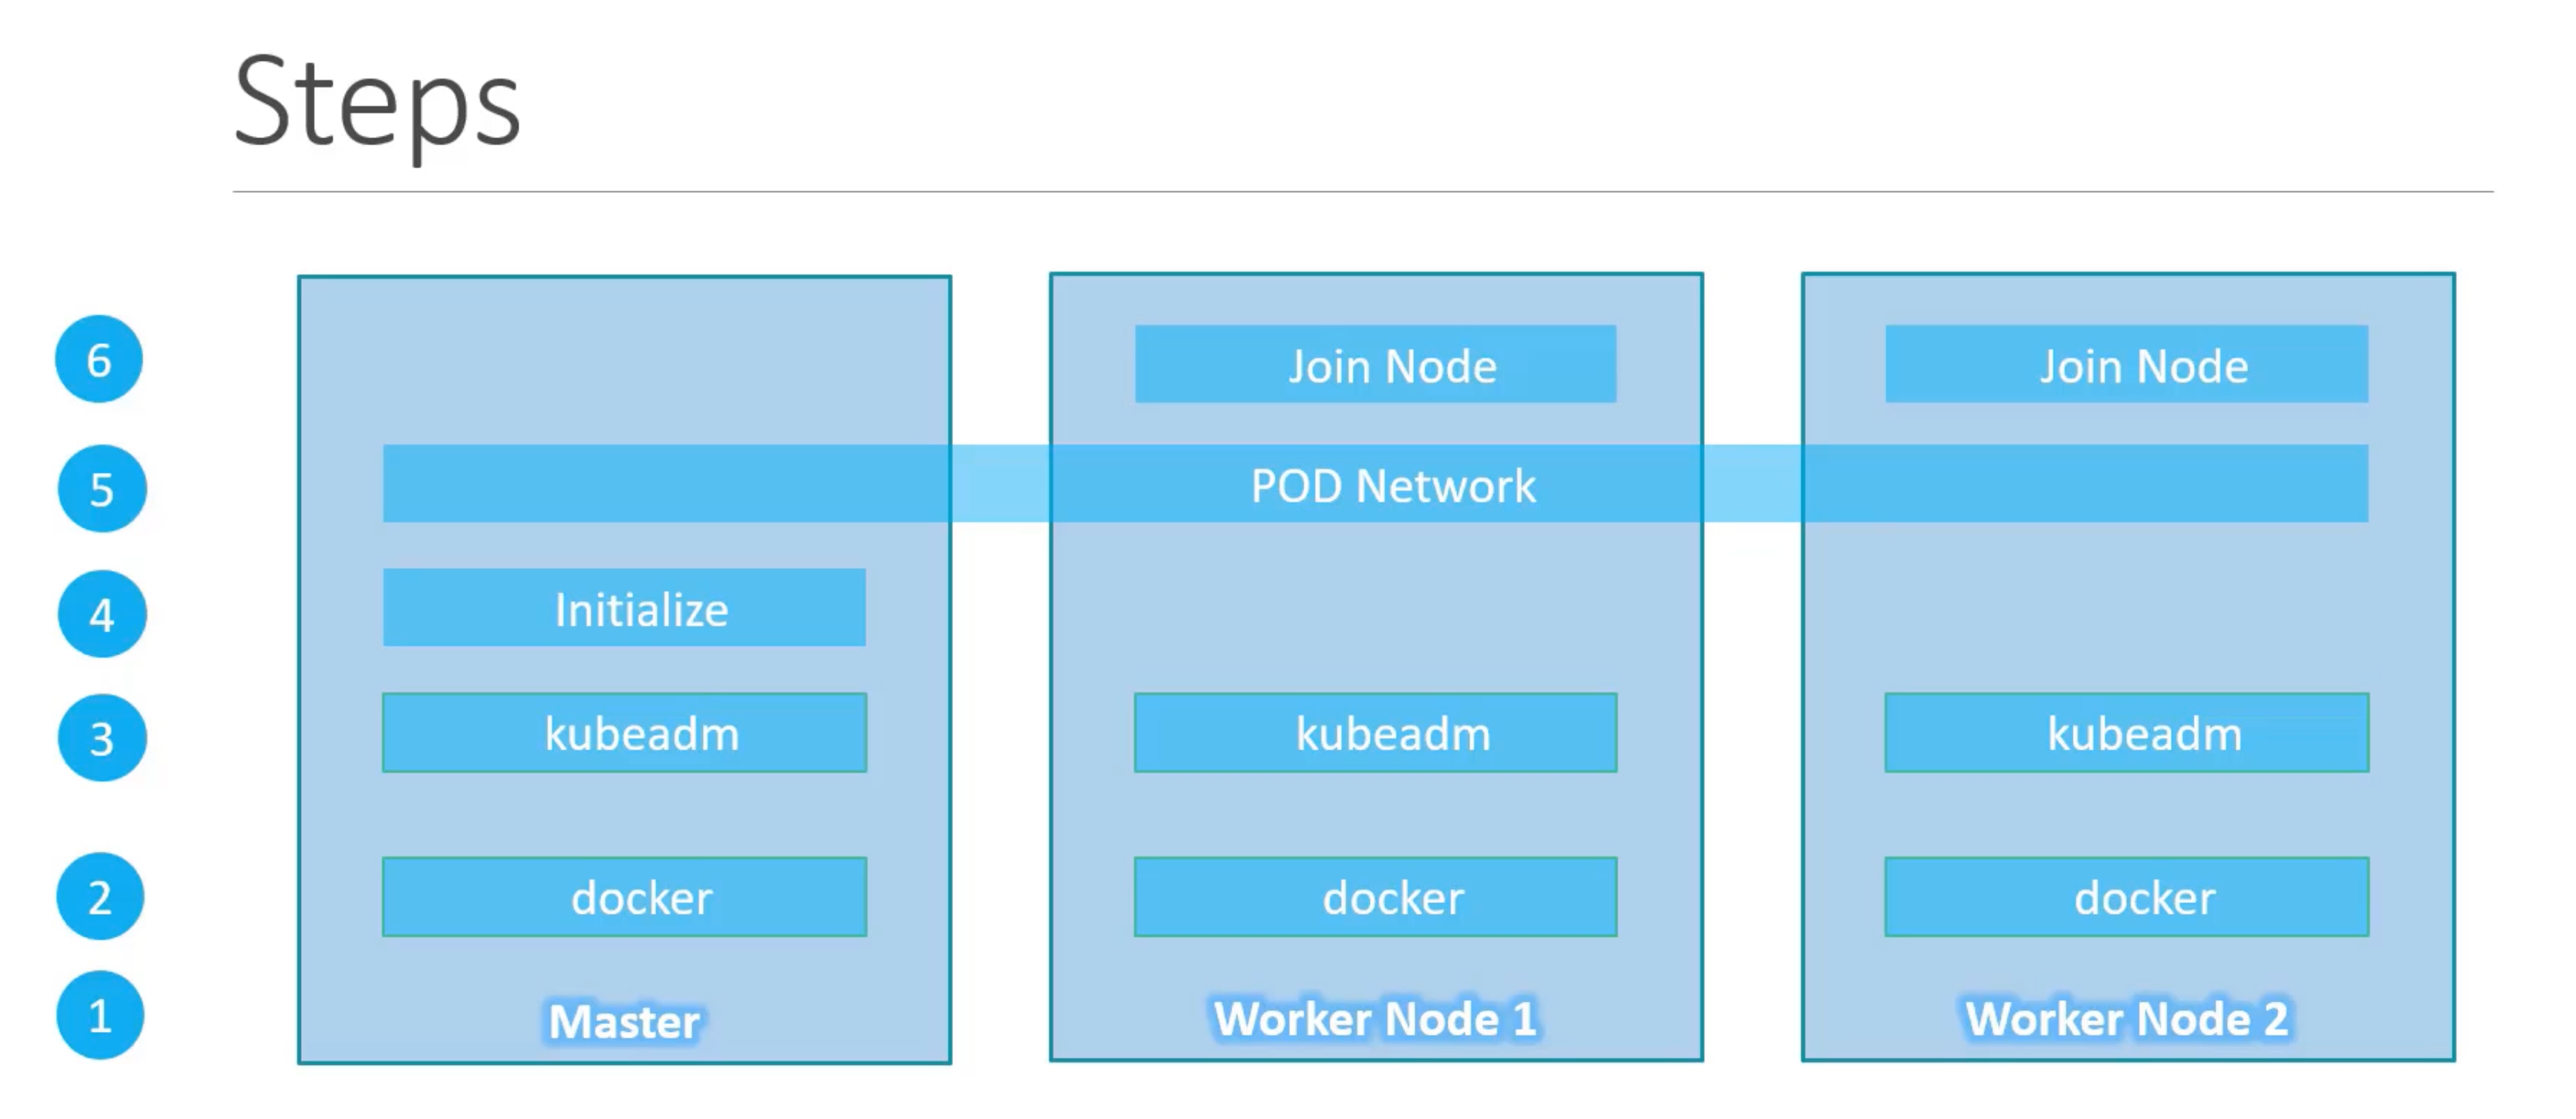 Steps
6
Join Node
Join Node
5
POD Network
4
Initialize
3
kubeadm
kubeadm
kubeadm
2
docker
docker
docker
1
Master
Worker Node 1
Worker Node 2